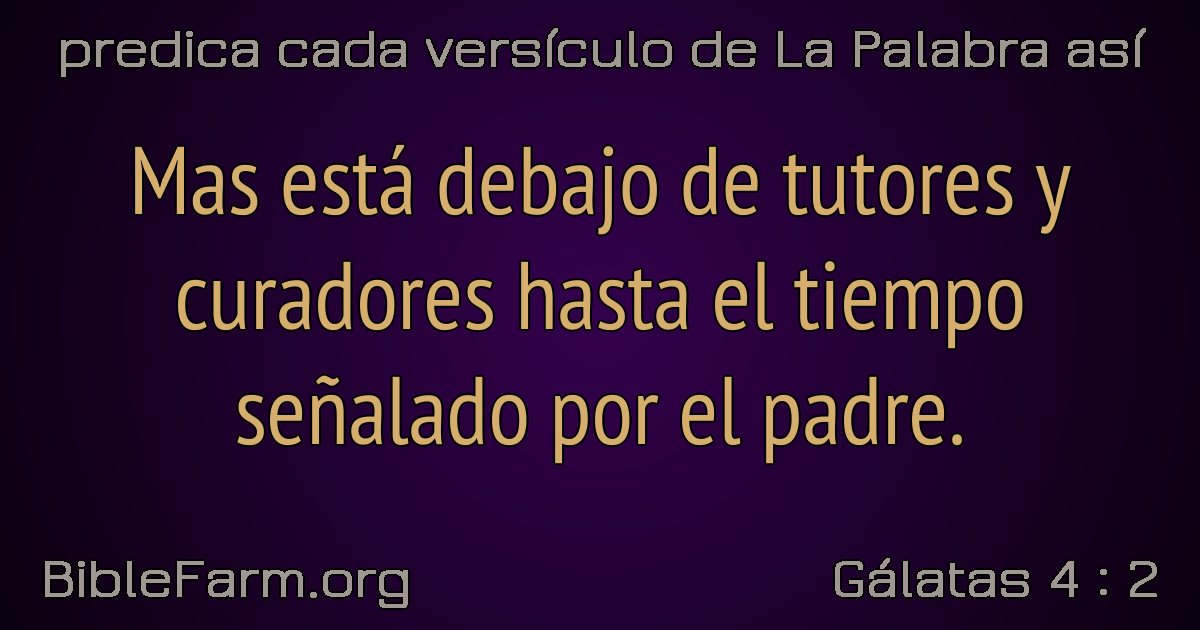 predica cada versículo de La Palabra así
Mas está debajo de tutores y
curadores hasta el tiempo
señalado por el padre.
BibleFarm.org
Gálatas 4 : 2